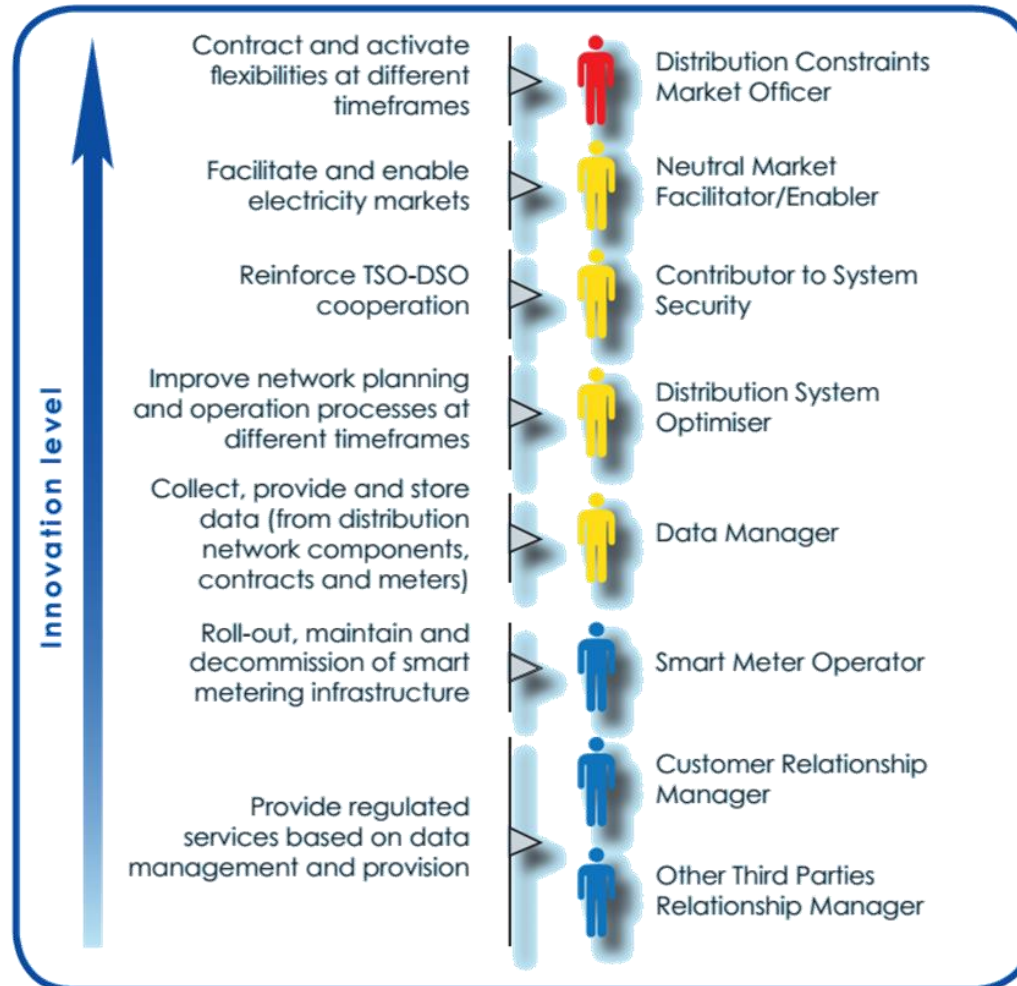 Innovation level
Contract and activate
flexibilities at different
timeframes
Distribution Constraints
Market Officer
Facilitate and enable
electricity markets
Neutral Market
Facilitator/Enabler
Reinforce TSO-DSO
cooperation
Contributor to System
Security
Improve network planning
and operation processes at
different timeframes
Distribution System
Optimiser
Collect, provide and store
data (from distribution
network components,
contracts and meters)
Data Manager
Roll-out, maintain and
decommission of smart
metering infrastructure
Smart Meter Operator
Provide regulated
services based on data
management and provision
Customer Relationship
Manager
Other Third Parties
Relationship Manager